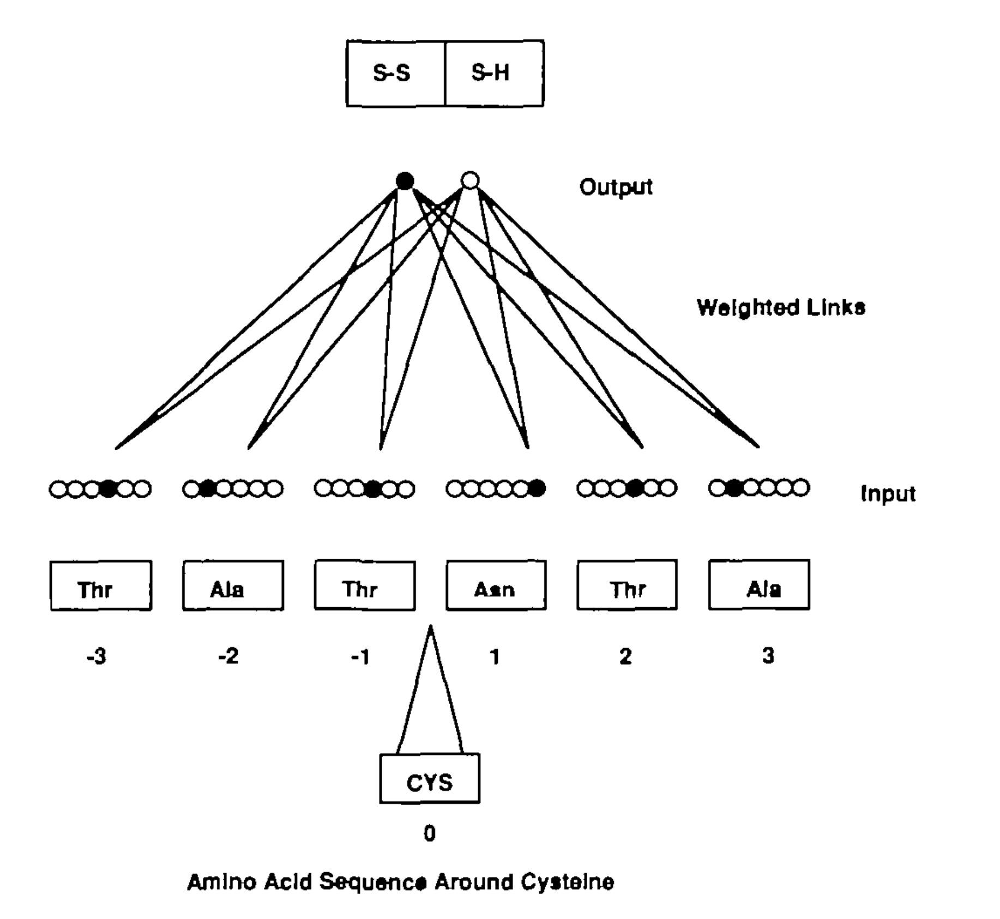 S-S S-H
Output
Weighted Links
Input
Thr Ala Thr Asn Thr Ala
-3 -2 -1 1 2 3
CYS
0
Amino Acid Sequence Around Cysteine